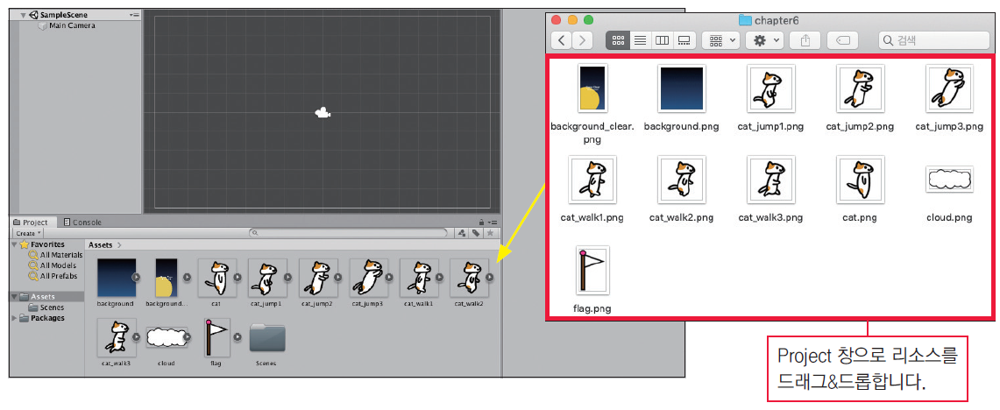 SampleScene
Main Camera
Project
Console
Create
Favorites
All Materials
All Models
All Prefabs
Assets
Scenes
Packages
Assets
background
background...
cat
cat_jump1
cat_jump2
cat_jump3
cat_walk1
cat_walk2
cat_walk3
cloud
flag
Scenes
chapter6
검색
background_clear.
png
background.png
cat_jump1.png
cat_jump2.png
cat_jump3.png
cat_walk1.png
cat_walk2.png
cat_walk3.png
cat.png
cloud.png
flag.png
Project 창으로 리소스를
드래그&드롭합니다.